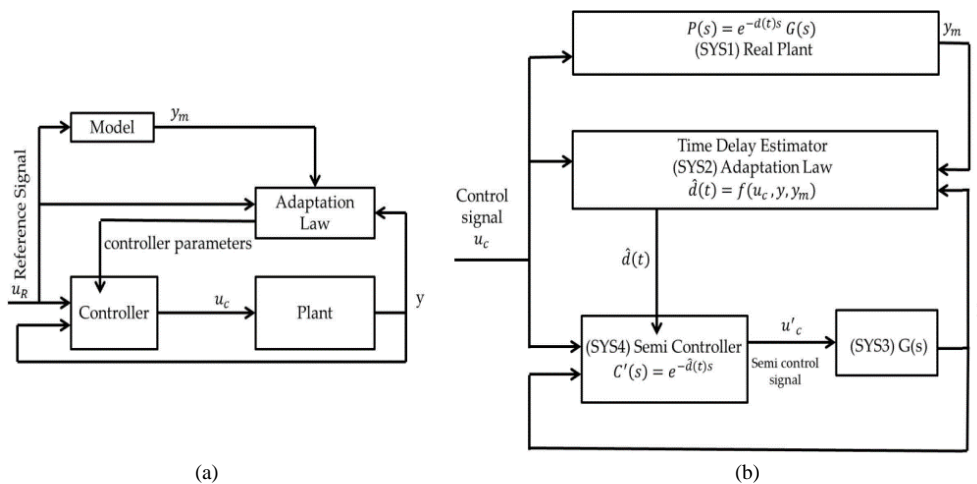 Model
y_m
Reference Signal
Adaptation
Law
controller parameters
u_R
Controller
u_c
Plant
y
(a)
P(s) = e^{-d(t)s} G(s)
(SYS1) Real Plant
y_m
Time Delay Estimator
(SYS2) Adaptation Law
d̂(t) = f(u_c, y, y_m)
Control
signal
u_c
d̂(t)
(SYS4) Semi Controller
C′(s) = e^{-d̂(t)s}
u′_c
Semi control
signal
(SYS3) G(s)
(b)